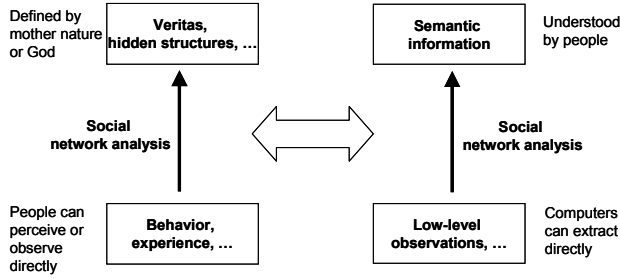 Defined by
mother nature
or God
Veritas,
hidden structures, …
Semantic
information
Understood
by people
Social
network analysis
Social
network analysis
People can
perceive or
observe
directly
Behavior,
experience, …
Low-level
observations, …
Computers
can extract
directly